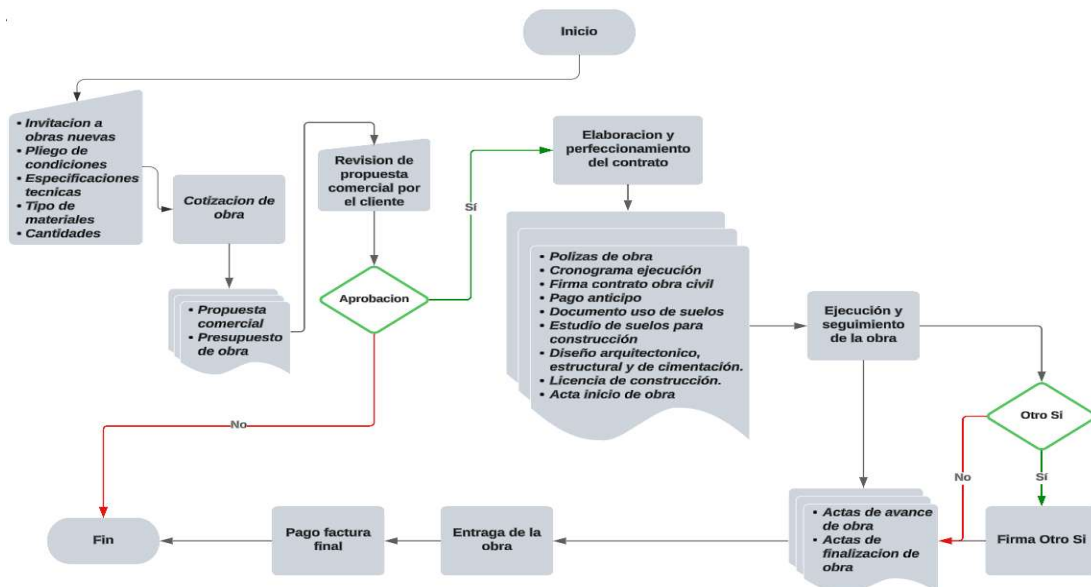 Inicio
• Invitacion a
obras nuevas
• Pliego de
condiciones
• Especificaciones
tecnicas
• Tipo de
materiales
• Cantidades
Cotizacion de
obra
• Propuesta
comercial
• Presupuesto
de obra
Revision de
propuesta
comercial por
el cliente
Aprobacion
Sí
No
Elaboracion y
perfeccionamiento
del contrato
• Polizas de obra
• Cronograma ejecución
• Firma contrato obra civil
• Pago anticipo
• Documento uso de suelos
• Estudio de suelos para
construcción
• Diseño arquitectonico,
estructural y de cimentación.
• Licencia de construcción.
• Acta inicio de obra
Ejecución y
seguimiento
de la obra
Otro Si
No
Sí
Firma Otro Si
• Actas de avance
de obra
• Actas de
finalizacion de
obra
Entraga de la
obra
Pago factura
final
Fin